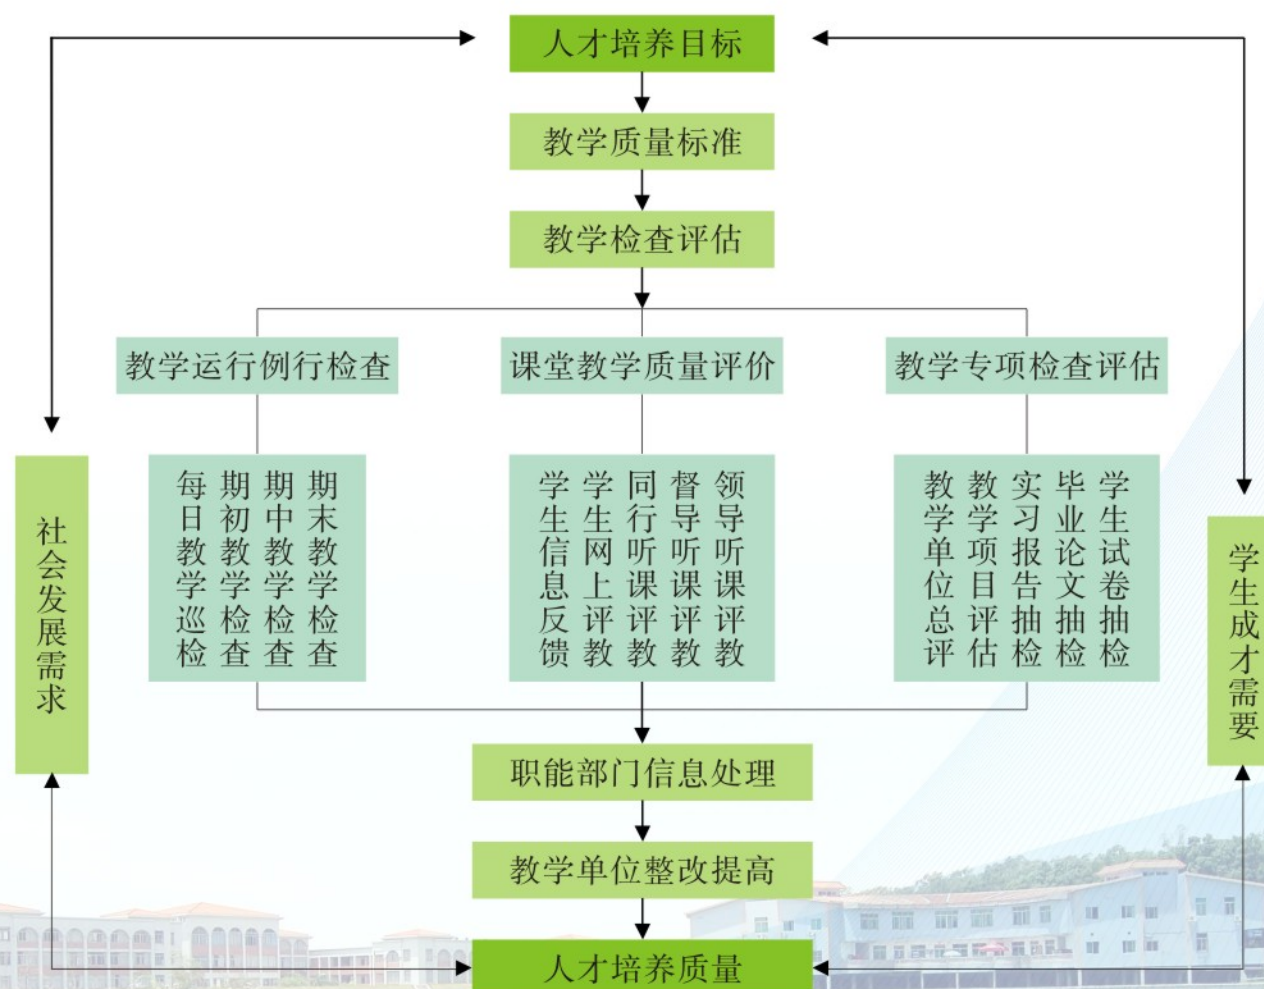 人才培养目标
教学质量标准
教学检查评估
教学运行例行检查
课堂教学质量评价
教学专项检查评估
每日教学巡检
期初教学检查
期中教学检查
期末教学检查
学生信息反馈
学生网上评教
同行听课评教
督导听课评教
领导听课评教
教学单位总评
教学项目评估
实习报告抽检
毕业论文抽检
学生试卷抽检
社会发展需求
学生成才需要
职能部门信息处理
教学单位整改提高
人才培养质量